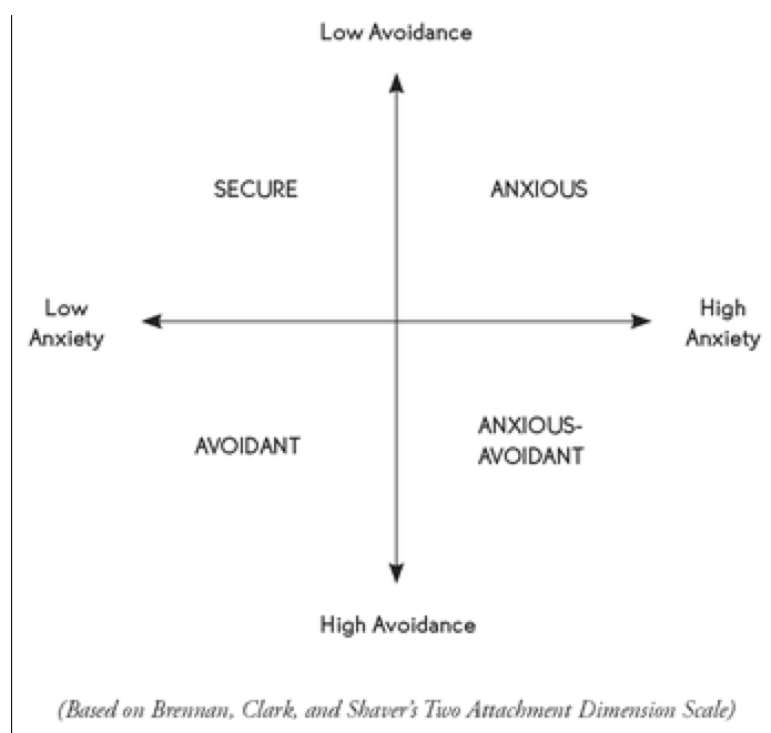 Low Avoidance
SECURE
ANXIOUS
Low
Anxiety
High
Anxiety
AVOIDANT
ANXIOUS-
AVOIDANT
High Avoidance
(Based on Brennan, Clark, and Shaver's Two Attachment Dimension Scale)